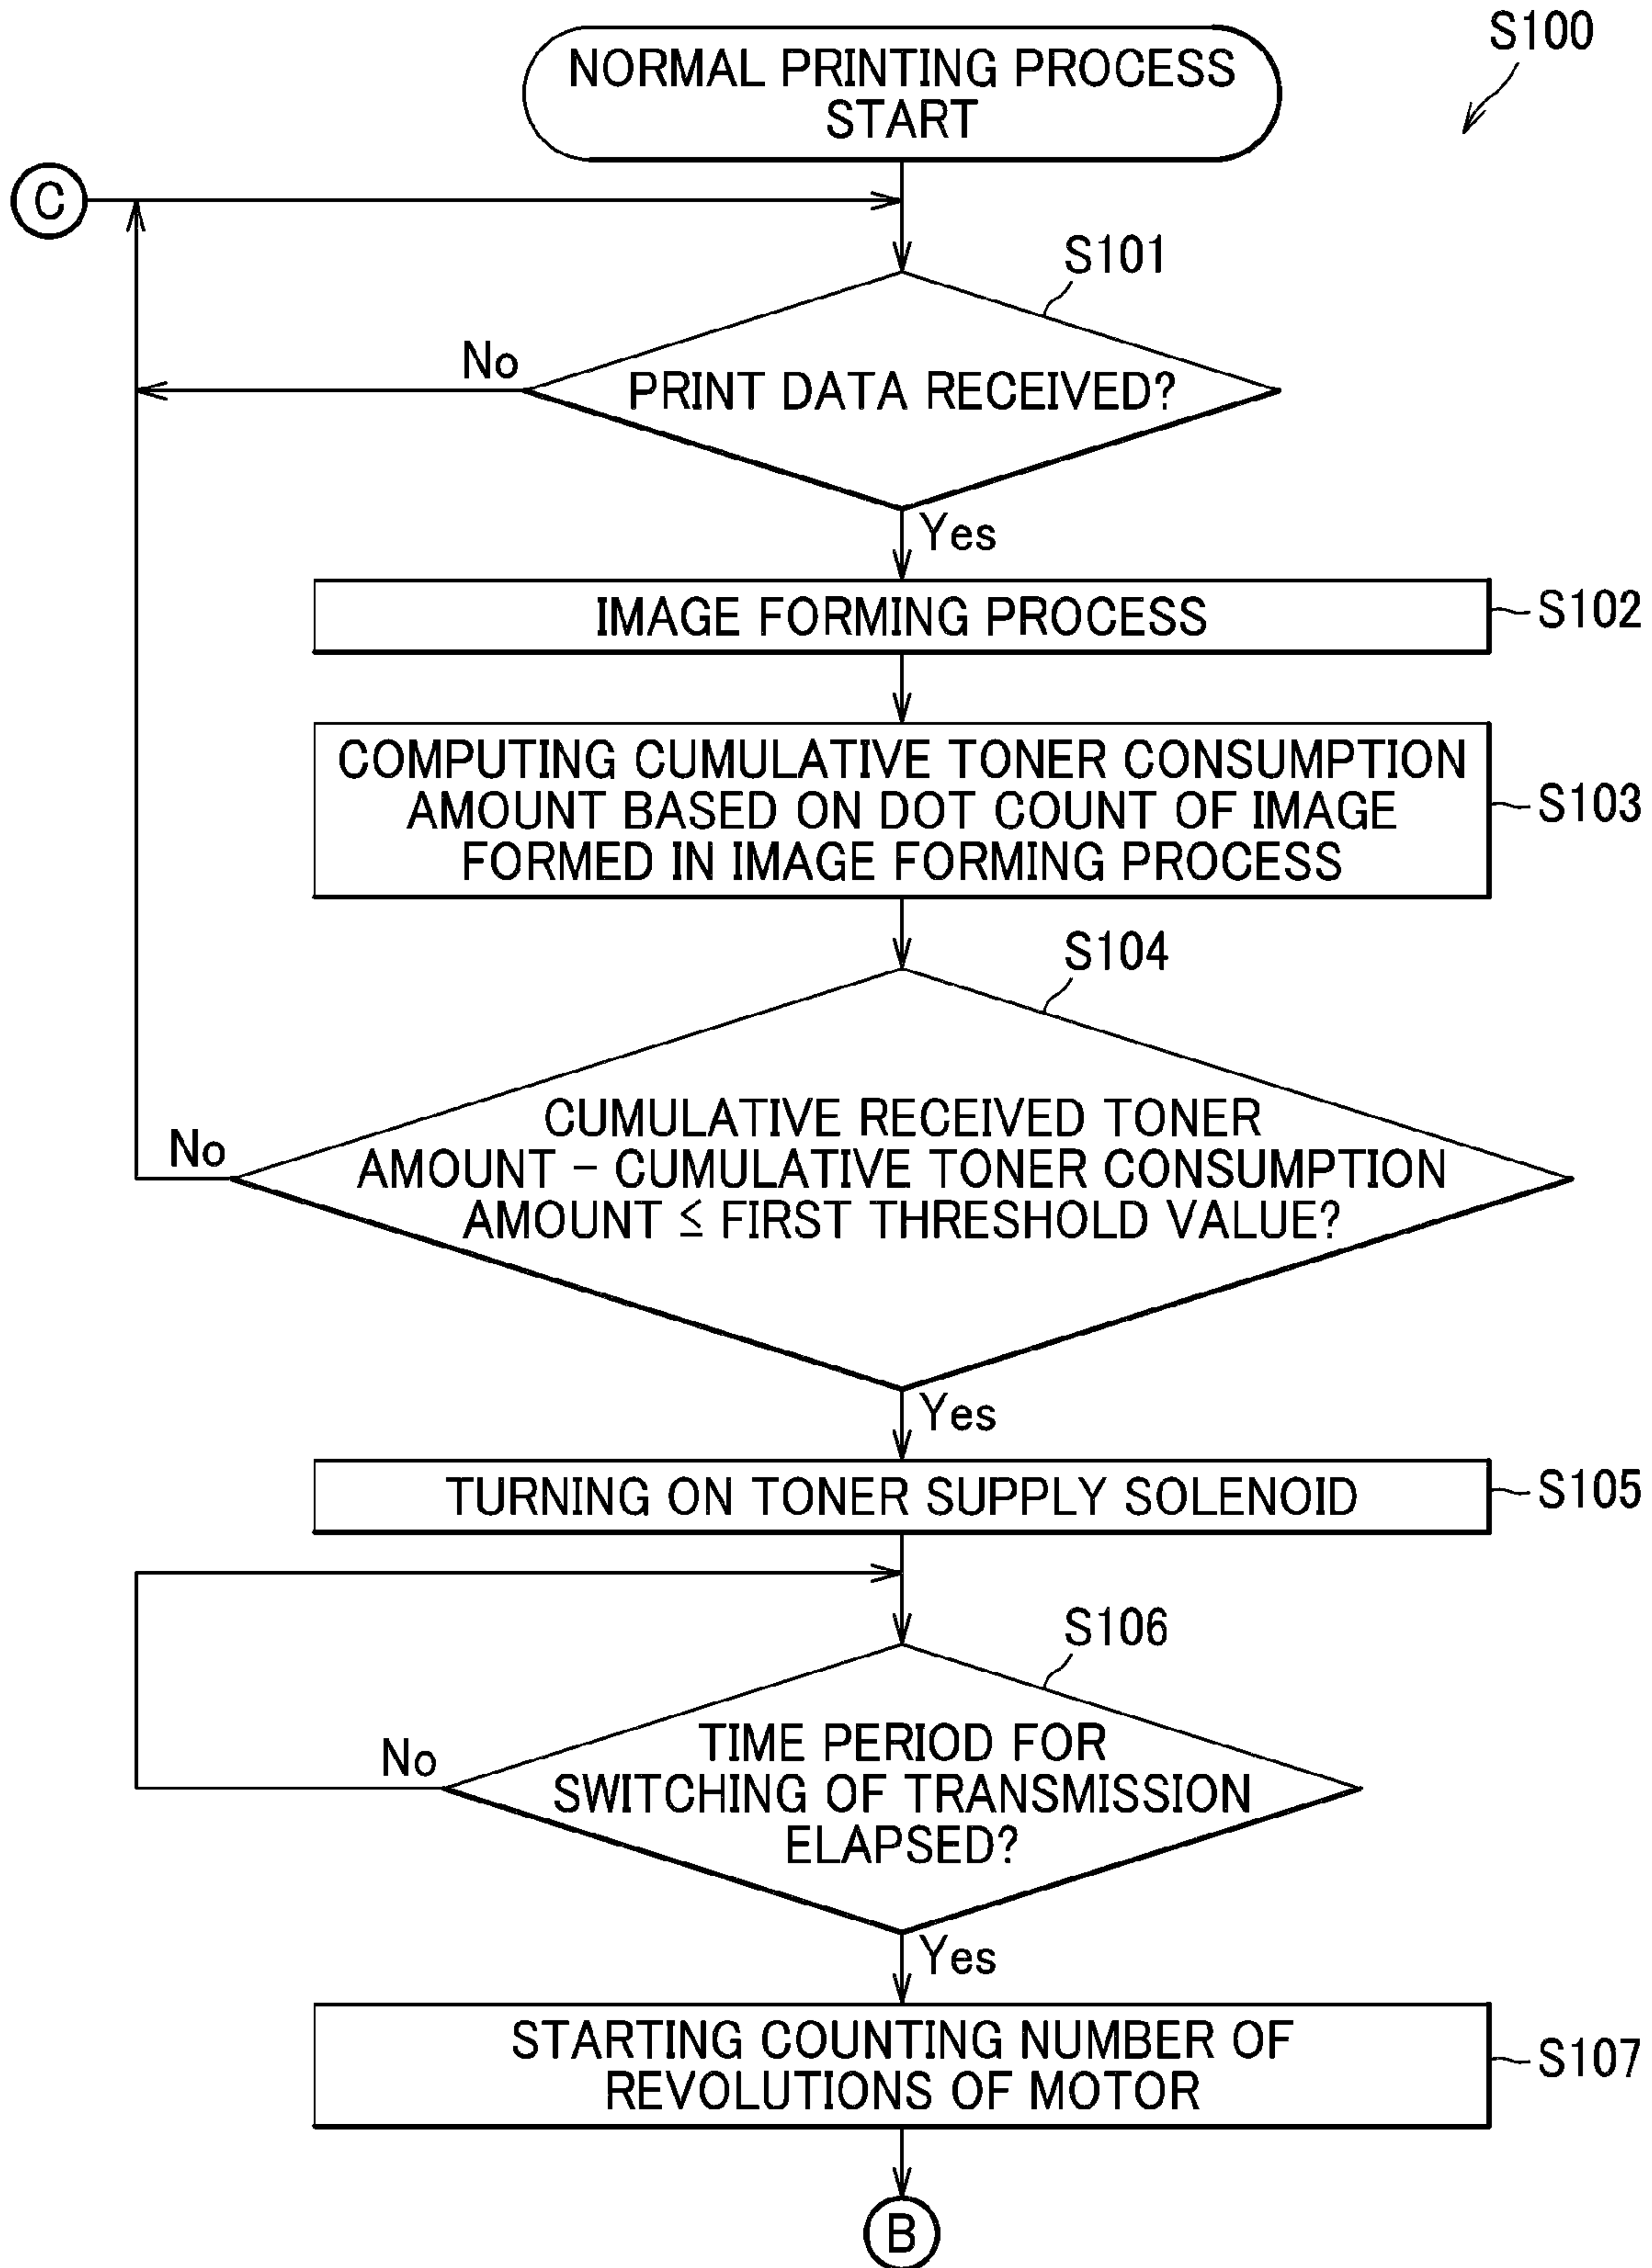 S100
NORMAL PRINTING PROCESS
START
C
S101
No
PRINT DATA RECEIVED?
Yes
IMAGE FORMING PROCESS
S102
COMPUTING CUMULATIVE TONER CONSUMPTION
AMOUNT BASED ON DOT COUNT OF IMAGE
FORMED IN IMAGE FORMING PROCESS
S103
S104
No
CUMULATIVE RECEIVED TONER
AMOUNT - CUMULATIVE TONER CONSUMPTION
AMOUNT ≤ FIRST THRESHOLD VALUE?
Yes
TURNING ON TONER SUPPLY SOLENOID
S105
S106
No
TIME PERIOD FOR
SWITCHING OF TRANSMISSION
ELAPSED?
Yes
STARTING COUNTING NUMBER OF
REVOLUTIONS OF MOTOR
S107
B